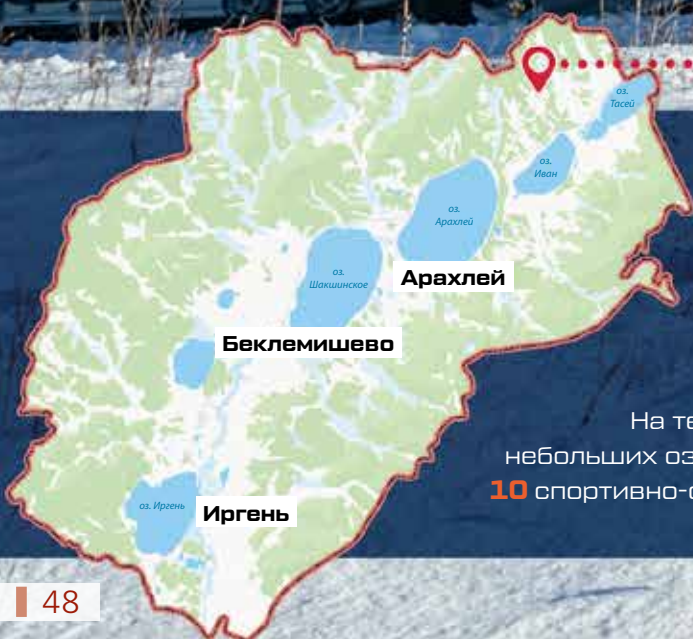 оз.
Тасей
оз.
Иван
оз.
Арахлей
Арахлей
оз.
Шакшинское
Беклемишево
На те
небольших оз
10 спортивно-о
оз. Иргень
Иргень
48